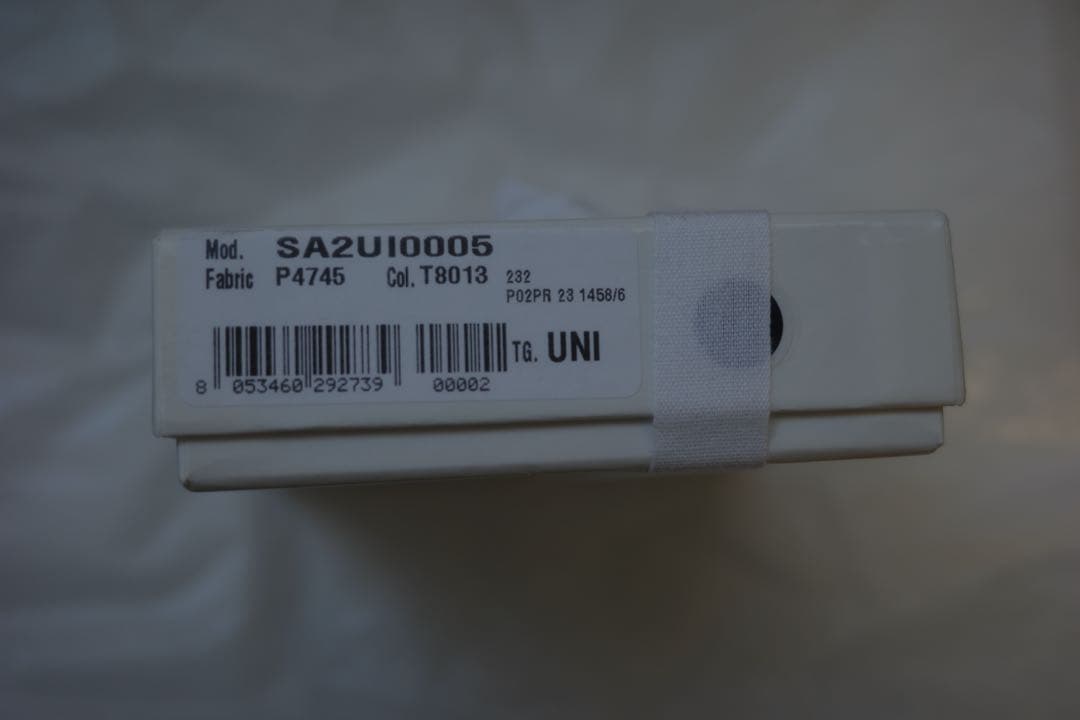 Mod. SA2UI0005
Fabric P4745 Col. T8013 232
P02PR 23 1458/6
TG. UNI
8 053460 292739 00002